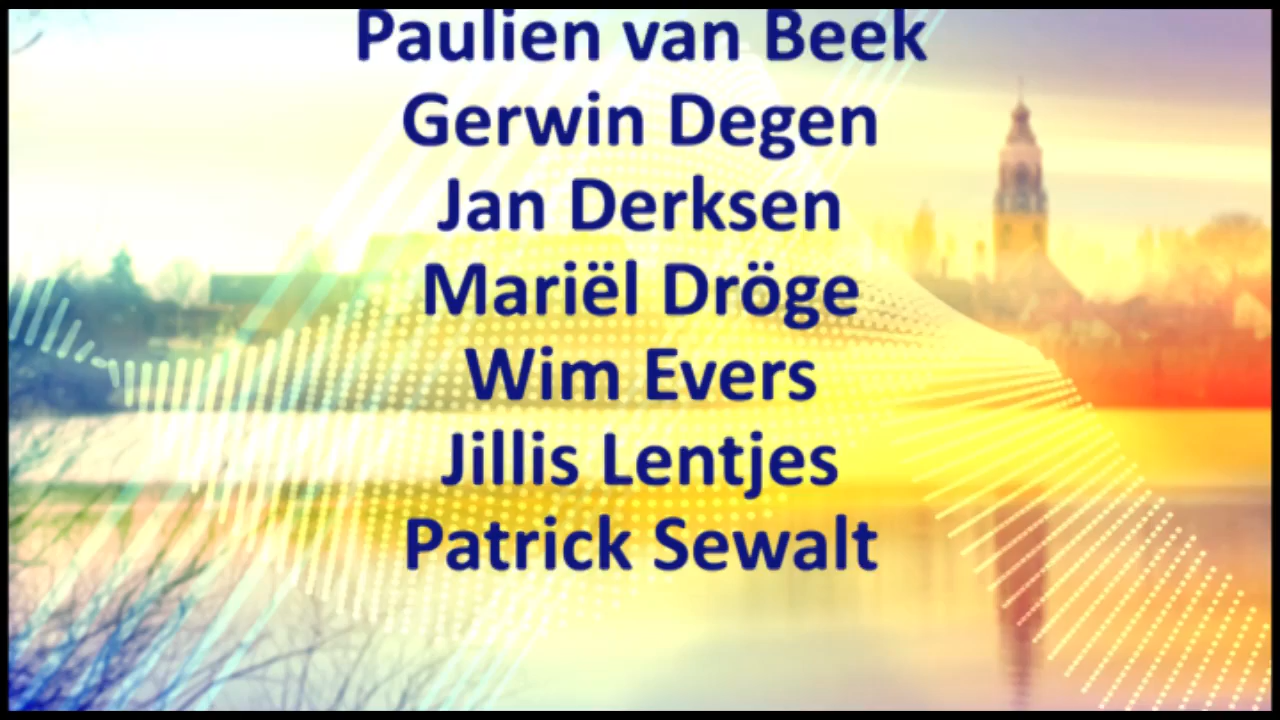 Paulien van Beek
Gerwin Degen
Jan Derksen
Mariël Dröge
Wim Evers
Jillis Lentjes
Patrick Sewalt